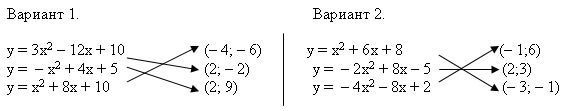 Вариант 1. Вариант 2.
y = 3x² – 12x + 10 (– 4; – 6) y = x² + 6x + 8 (– 1;6)
y = – x² + 4x + 5 (2; – 2) y = – 2x² + 8x – 5 (2;3)
y = x² + 8x + 10 (2; 9) y = – 4x² – 8x + 2 (– 3; – 1)